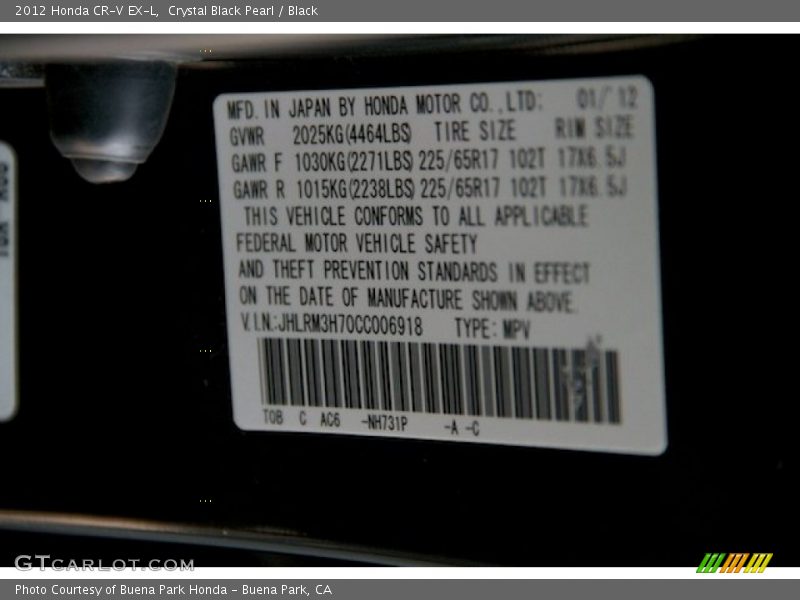 2012 Honda CR-V EX-L, Crystal Black Pearl / Black
MFD. IN JAPAN BY HONDA MOTOR CO.,LTD: 01/'12
GVWR 2025KG(4464LBS) TIRE SIZE RIM SIZE
GAWR F 1030KG(2271LBS) 225/65R17 102T 17X6.5J
GAWR R 1015KG(2238LBS) 225/65R17 102T 17X6.5J
THIS VEHICLE CONFORMS TO ALL APPLICABLE
FEDERAL MOTOR VEHICLE SAFETY
AND THEFT PREVENTION STANDARDS IN EFFECT
ON THE DATE OF MANUFACTURE SHOWN ABOVE.
V.I.N.:JHLRM3H70CC006918 TYPE: MPV
T0B C AC6 -NH731P -A -C
GTCARLOT.COM
Photo Courtesy of Buena Park Honda - Buena Park, CA